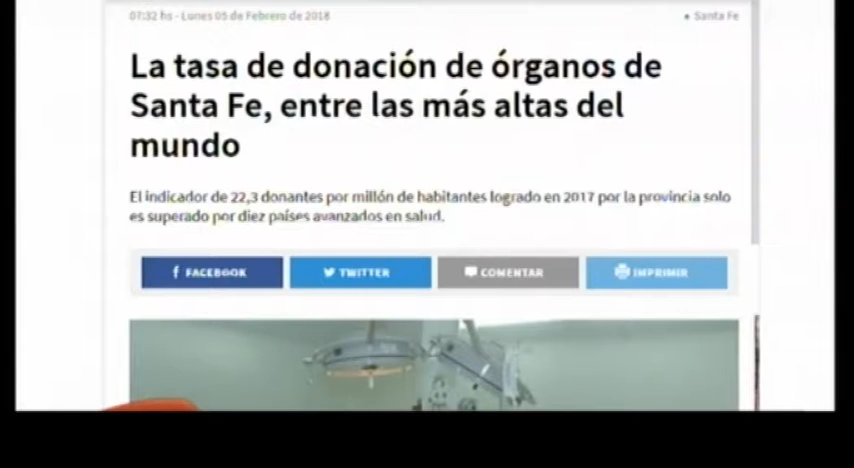 07:32 hs - Lunes 05 de Febrero de 2018
• Santa Fe
La tasa de donación de órganos de
Santa Fe, entre las más altas del
mundo
El indicador de 22,3 donantes por millón de habitantes logrado en 2017 por la provincia solo
es superado por diez países avanzados en salud.
f FACEBOOK
TWITTER
COMENTAR
IMPRIMIR